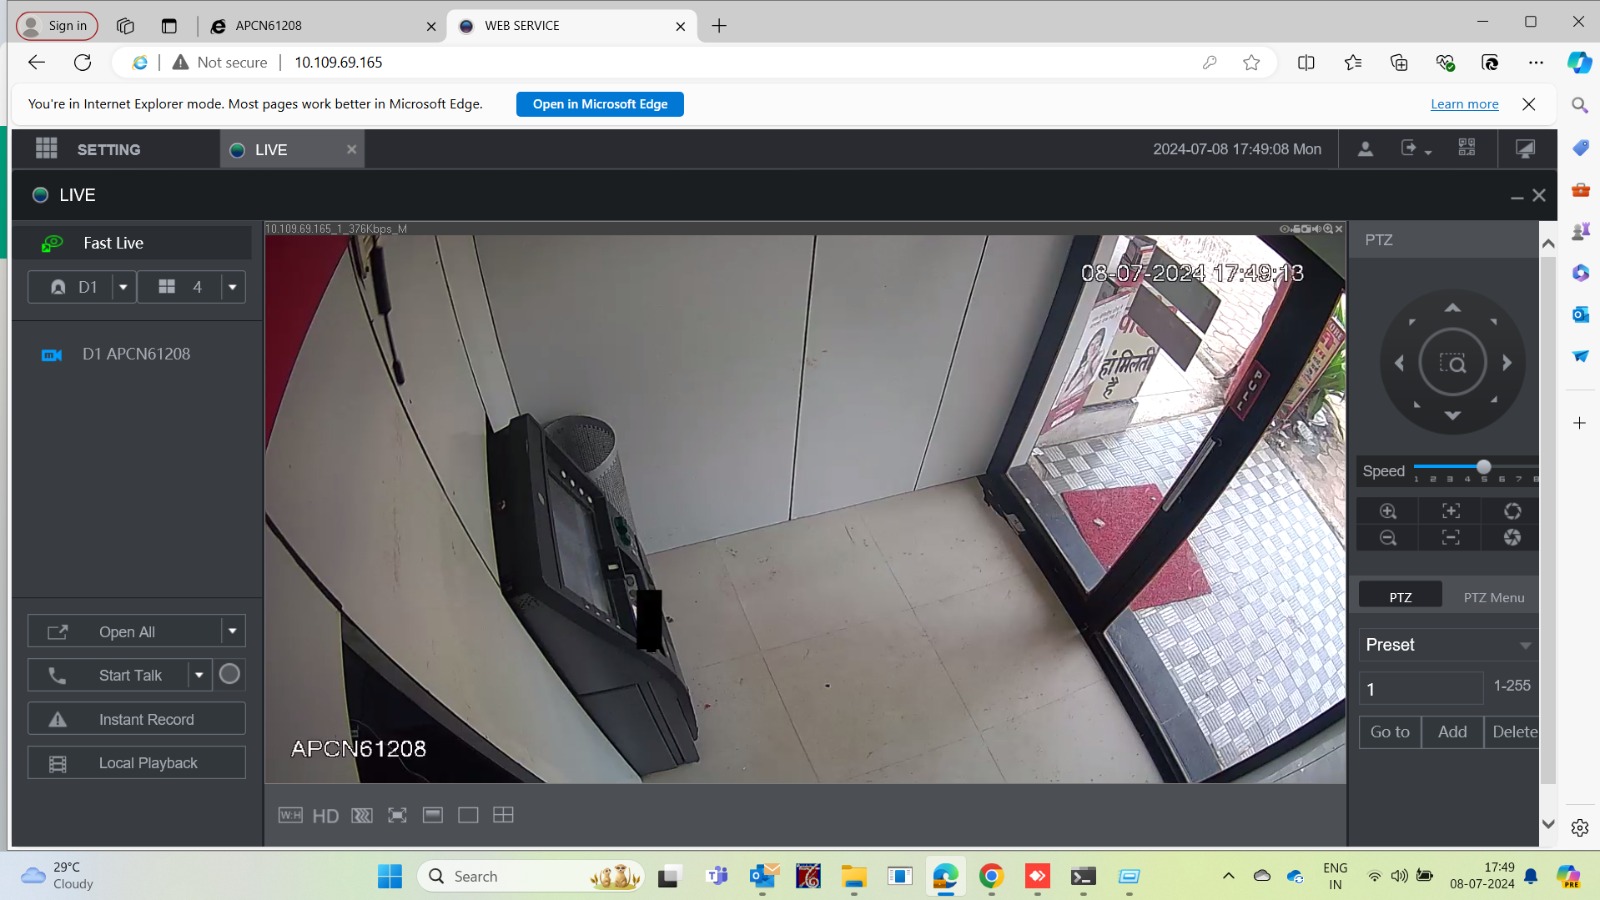 Sign in
APCN61208
WEB SERVICE
Not secure
10.109.69.165
You're in Internet Explorer mode. Most pages work better in Microsoft Edge.
Open in Microsoft Edge
Learn more
SETTING
LIVE
2024-07-08 17:49:08 Mon
LIVE
Fast Live
10.109.69.165_1_376Kbps_M
PTZ
08-07-2024 17:49:13
D1
4
D1 APCN61208
हां मिलती
है
PULL
Speed
1 2 3 4 5 6 7 8
PTZ
PTZ Menu
Open All
Preset
Start Talk
1
1-255
Instant Record
Go to
Add
Delete
APCN61208
Local Playback
W:H
HD
29°C
Cloudy
Search
ENG
IN
17:49
08-07-2024
PRE